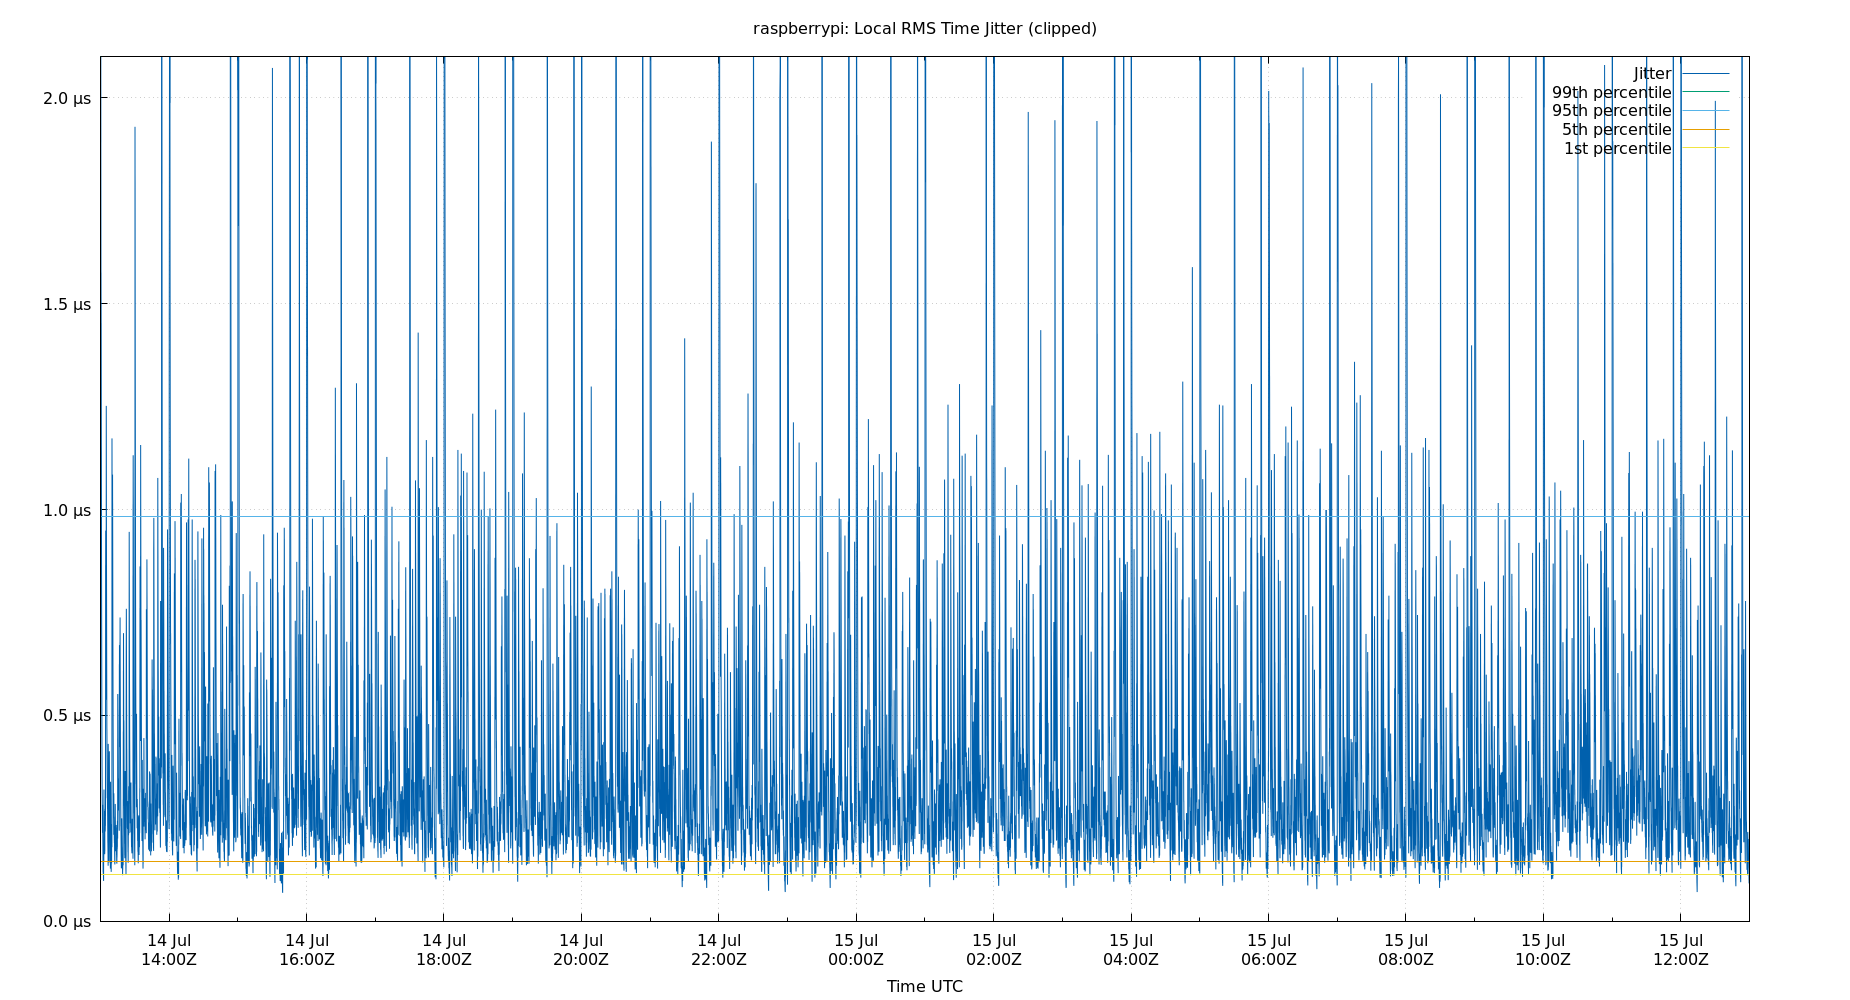 raspberrypi: Local RMS Time Jitter (clipped)
Jitter
99th percentile
95th percentile
5th percentile
1st percentile
2.0 µs
1.5 µs
1.0 µs
0.5 µs
0.0 µs
14 Jul 14 Jul 14 Jul 14 Jul 14 Jul 15 Jul 15 Jul 15 Jul 15 Jul 15 Jul 15 Jul 15 Jul
14:00Z 16:00Z 18:00Z 20:00Z 22:00Z 00:00Z 02:00Z 04:00Z 06:00Z 08:00Z 10:00Z 12:00Z
Time UTC